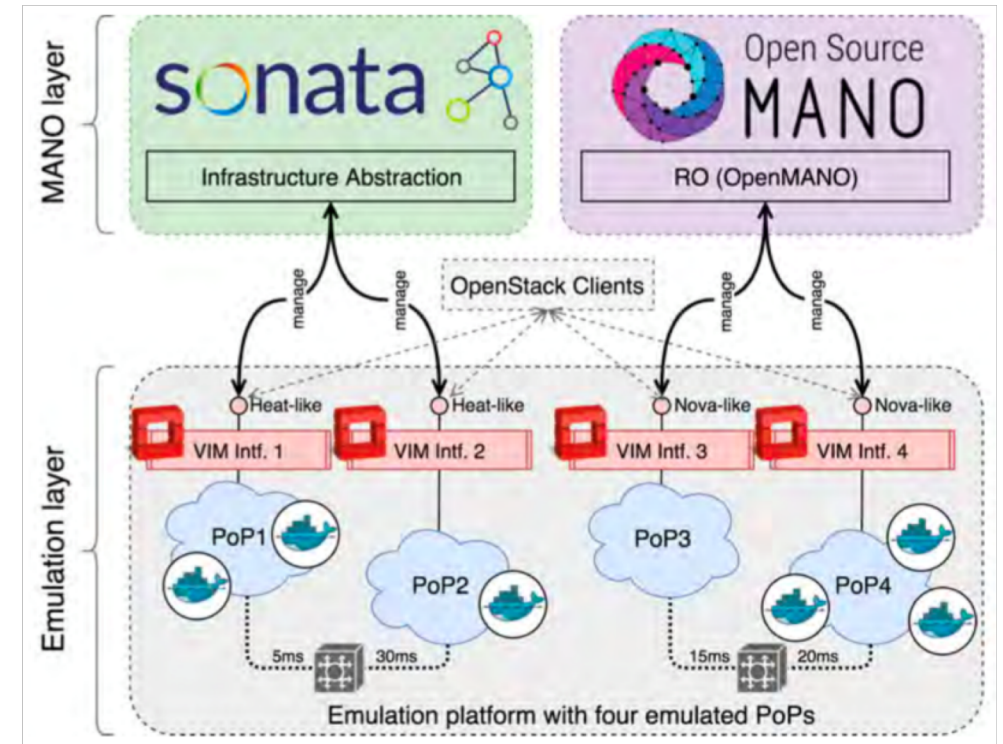 MANO layer
sonata
Infrastructure Abstraction
Open Source
MANO
RO (OpenMANO)
manage
manage
OpenStack Clients
manage
manage
Emulation layer
Heat-like
Heat-like
Nova-like
Nova-like
VIM Intf. 1
VIM Intf. 2
VIM Intf. 3
VIM Intf. 4
PoP1
PoP2
PoP3
PoP4
5ms
30ms
15ms
20ms
Emulation platform with four emulated PoPs